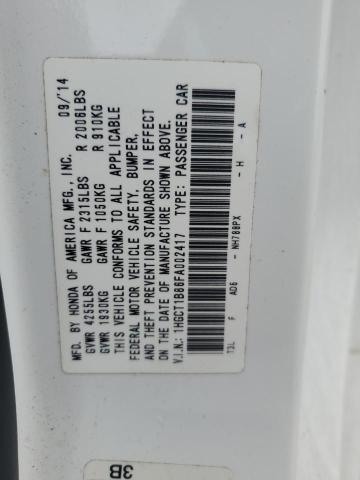 MFD. BY HONDA OF AMERICA MFG., INC. 09/'14
GVWR 4255LBS GAWR F 2315LBS R 2006LBS
GVWR 1930KG GAWR F 1050KG R 910KG
THIS VEHICLE CONFORMS TO ALL APPLICABLE
FEDERAL MOTOR VEHICLE SAFETY, BUMPER,
AND THEFT PREVENTION STANDARDS IN EFFECT
ON THE DATE OF MANUFACTURE SHOWN ABOVE.
V.I.N.: 1HGCT1B86FA002417 TYPE: PASSENGER CAR
T3L F AD6 - NH788PX - H - A
3B